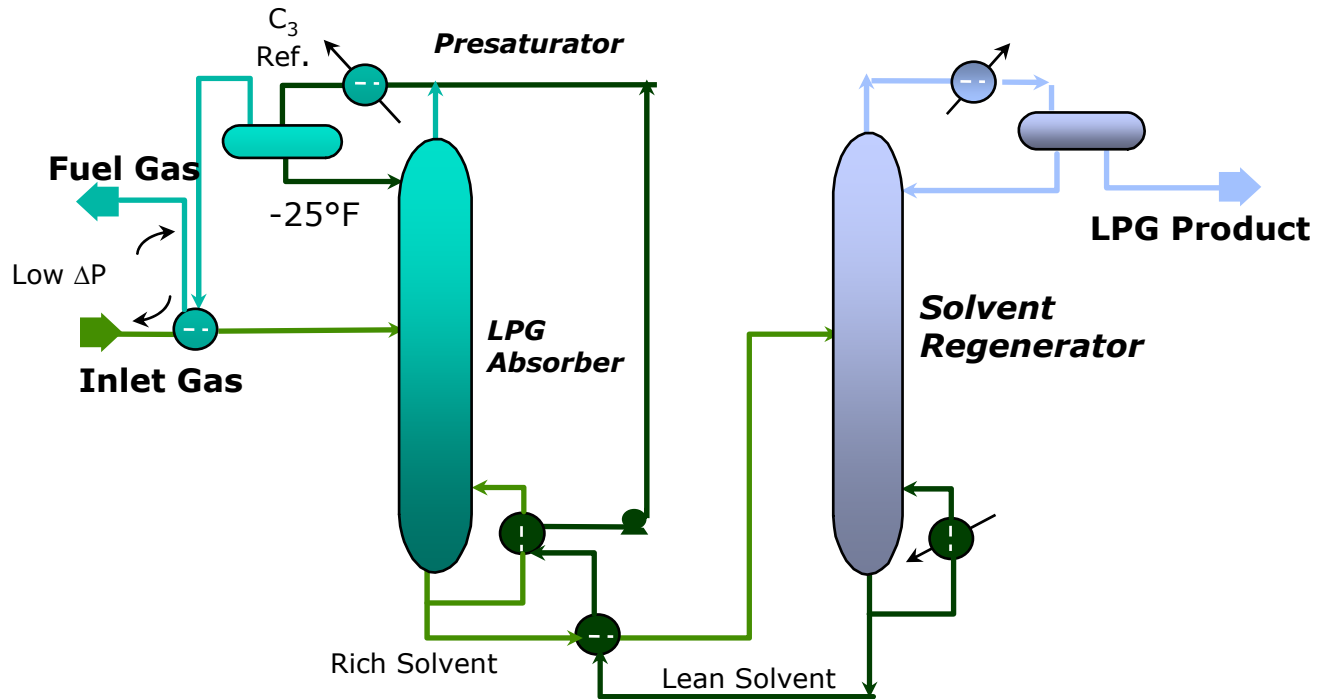 C₃
Ref.
Presaturator
Fuel Gas
-25°F
Low ΔP
Inlet Gas
LPG
Absorber
Solvent
Regenerator
LPG Product
Rich Solvent
Lean Solvent